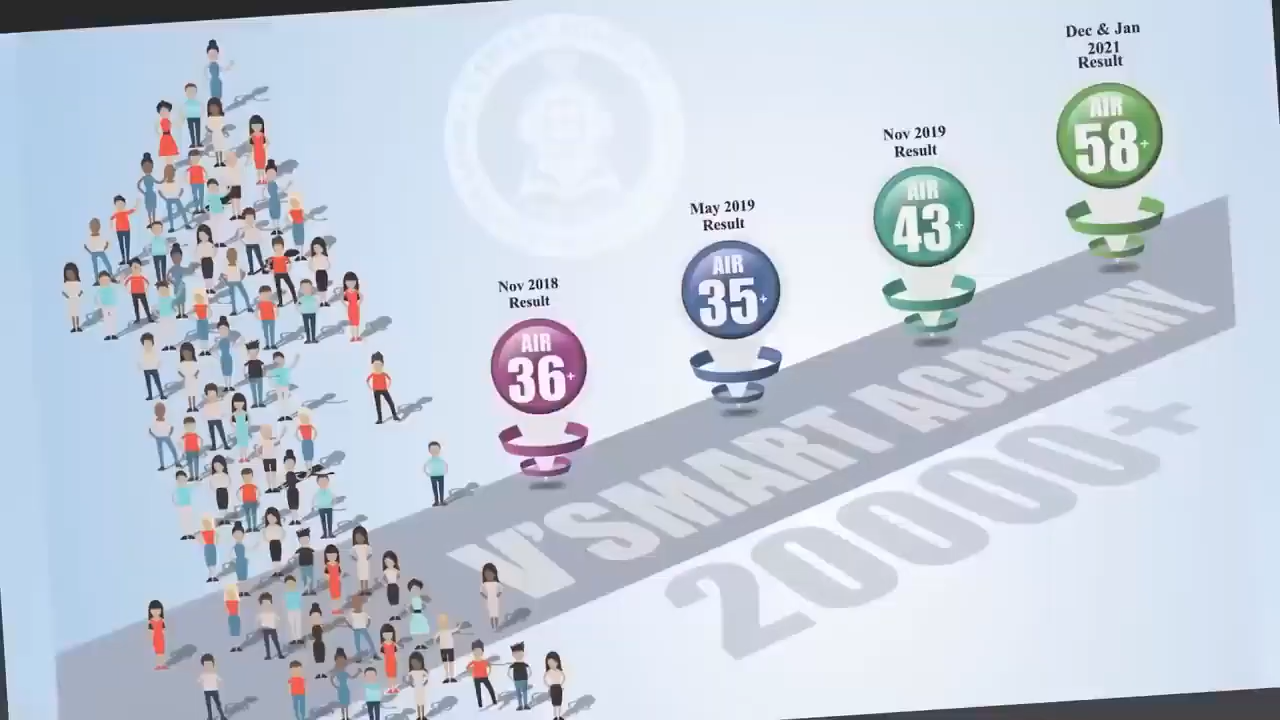 Nov 2018
Result
AIR
36+
May 2019
Result
AIR
35+
Nov 2019
Result
AIR
43+
Dec & Jan
2021
Result
AIR
58+
V'SMART ACADEMY
20000+